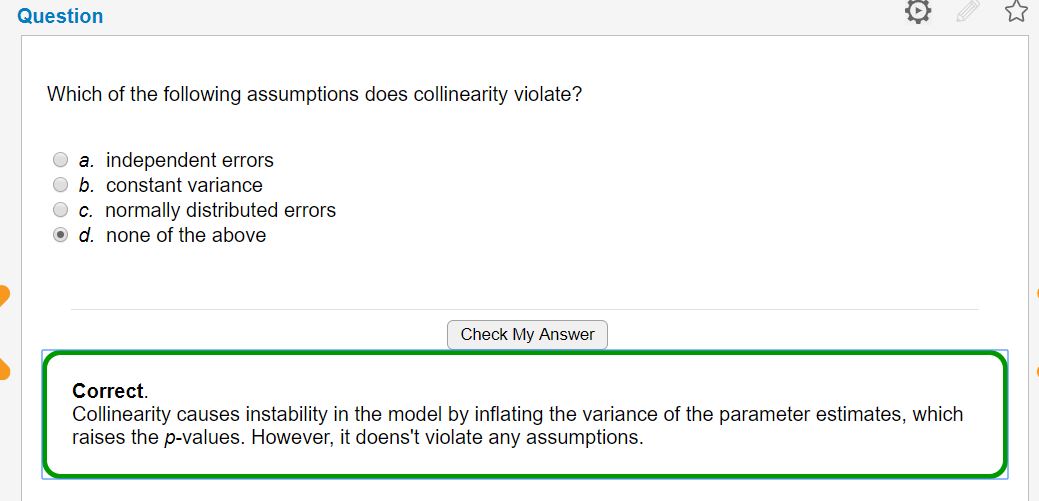 Question
Which of the following assumptions does collinearity violate?
a. independent errors
b. constant variance
c. normally distributed errors
d. none of the above
Check My Answer
Correct.
Collinearity causes instability in the model by inflating the variance of the parameter estimates, which
raises the p-values. However, it doens't violate any assumptions.